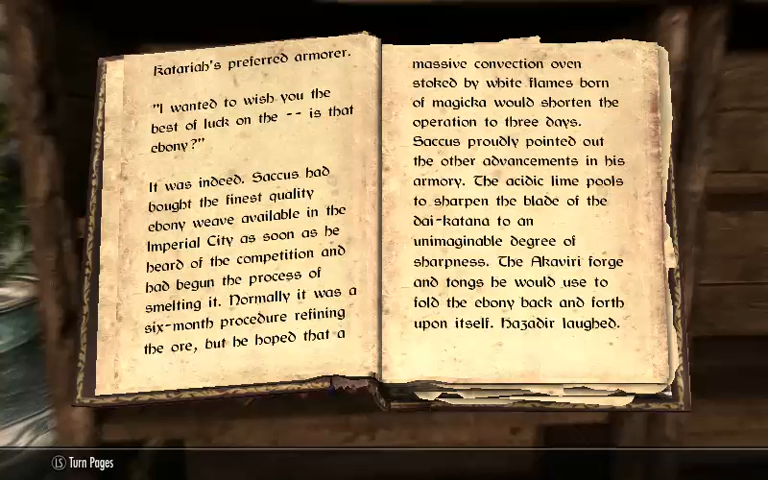 Katariah's preferred armorer.
"I wanted to wish you the
best of luck on the -- is that
ebony?"
It was indeed. Saccus had
bought the finest quality
ebony weave available in the
Imperial City as soon as he
heard of the competition and
had begun the process of
smelting it. Normally it was a
six-month procedure refining
the ore, but he hoped that a
massive convection oven
stoked by white flames born
of magicka would shorten the
operation to three days.
Saccus proudly pointed out
the other advancements in his
armory. The acidic lime pools
to sharpen the blade of the
dai-katana to an
unimaginable degree of
sharpness. The Akaviri forge
and tongs he would use to
fold the ebony back and forth
upon itself. Hazadir laughed.
LS Turn Pages